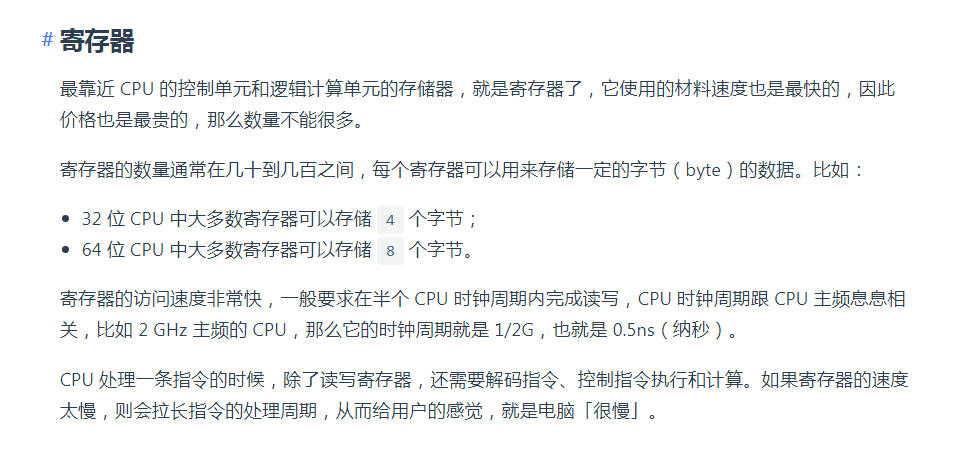 # 寄存器
最靠近 CPU 的控制单元和逻辑计算单元的存储器，就是寄存器了，它使用的材料速度也是最快的，因此
价格也是最贵的，那么数量不能很多。
寄存器的数量通常在几十到几百之间，每个寄存器可以用来存储一定的字节（byte）的数据。比如：
• 32 位 CPU 中大多数寄存器可以存储 4 个字节；
• 64 位 CPU 中大多数寄存器可以存储 8 个字节。
寄存器的访问速度非常快，一般要求在半个 CPU 时钟周期内完成读写，CPU 时钟周期跟 CPU 主频息息相
关，比如 2 GHz 主频的 CPU，那么它的时钟周期就是 1/2G，也就是 0.5ns（纳秒）。
CPU 处理一条指令的时候，除了读写寄存器，还需要解码指令、控制指令执行和计算。如果寄存器的速度
太慢，则会拉长指令的处理周期，从而给用户的感觉，就是电脑「很慢」。